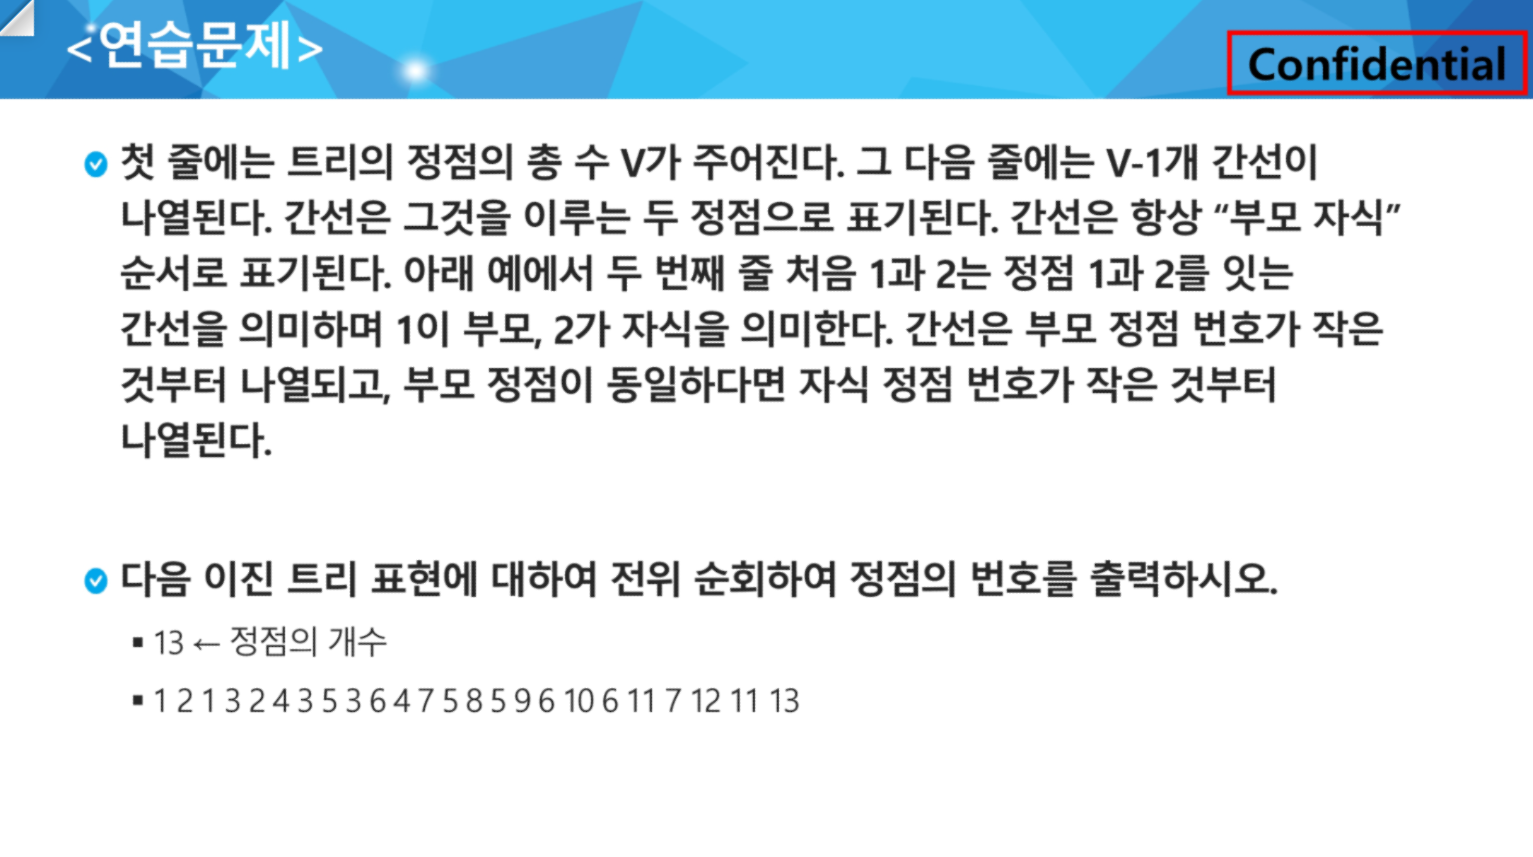 <연습문제>
Confidential
첫 줄에는 트리의 정점의 총 수 V가 주어진다. 그 다음 줄에는 V-1개 간선이
나열된다. 간선은 그것을 이루는 두 정점으로 표기된다. 간선은 항상 “부모 자식”
순서로 표기된다. 아래 예에서 두 번째 줄 처음 1과 2는 정점 1과 2를 잇는
간선을 의미하며 1이 부모, 2가 자식을 의미한다. 간선은 부모 정점 번호가 작은
것부터 나열되고, 부모 정점이 동일하다면 자식 정점 번호가 작은 것부터
나열된다.
다음 이진 트리 표현에 대하여 전위 순회하여 정점의 번호를 출력하시오.
▪ 13 ← 정점의 개수
▪ 1 2 1 3 2 4 3 5 3 6 4 7 5 8 5 9 6 10 6 11 7 12 11 13